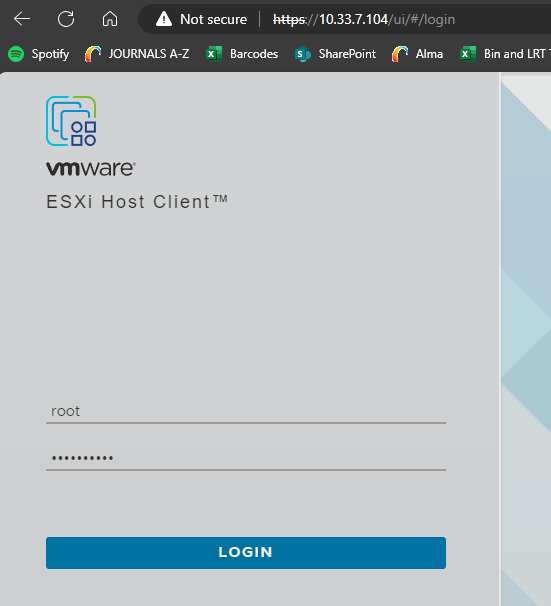 Not secure | https://10.33.7.104/ui/#/login
Spotify JOURNALS A-Z Barcodes SharePoint Alma Bin and LRT T
vmware®
ESXi Host Client™
root
••••••••••
LOGIN